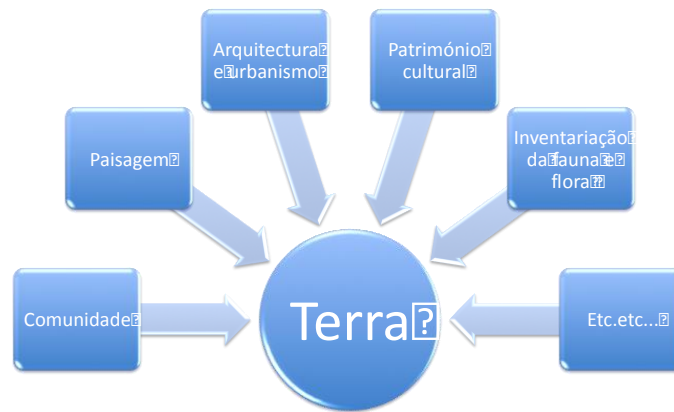 Comunidade
Paisagem
Arquitectura
e urbanismo
Património
cultural
Inventariação
da fauna e
flora
Etc.etc...
Terra